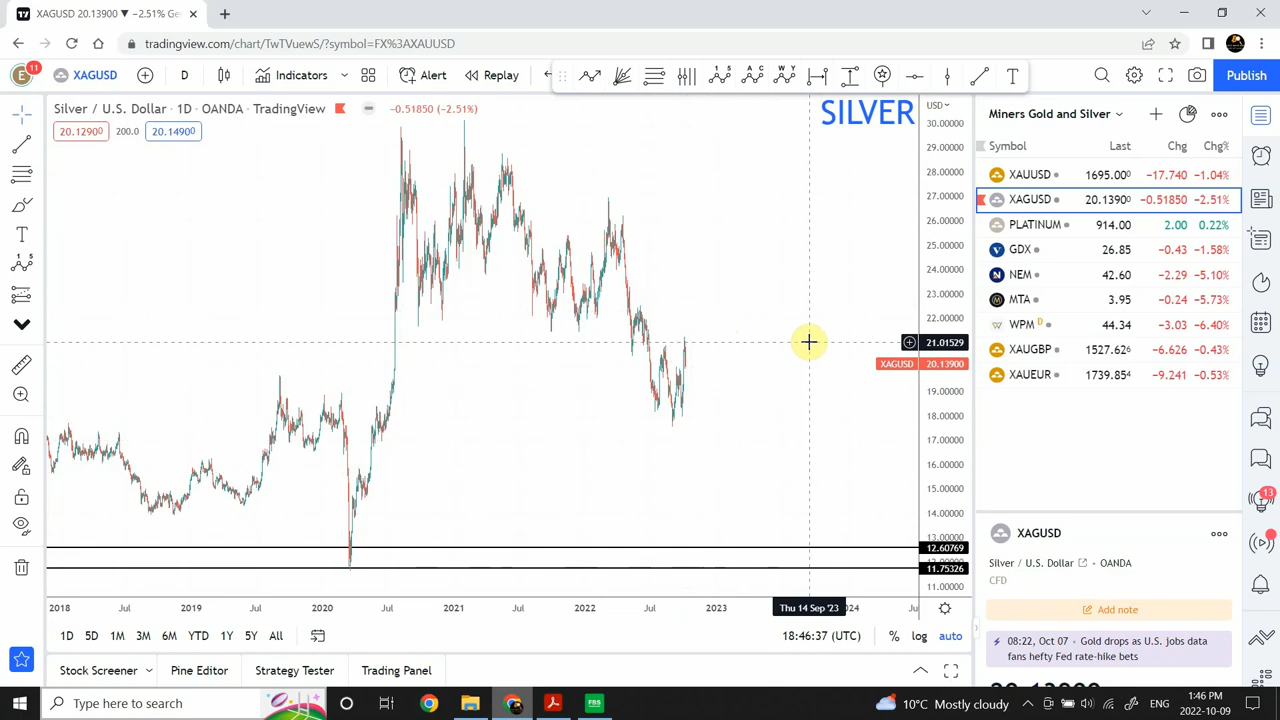 XAGUSD 20.13900 ▼ −2.51% Ge
tradingview.com/chart/TwTVuewS/?symbol=FX%3AXAUUSD
E 11 XAGUSD D Indicators Alert Replay Publish
Silver / U.S. Dollar · 1D · OANDA · TradingView −0.51850 (−2.51%)
20.12900 200.0 20.14900
SILVER
USD
30.00000
29.00000
28.00000
27.00000
26.00000
25.00000
24.00000
23.00000
22.00000
21.01529
XAGUSD 20.13900
19.00000
18.00000
17.00000
16.00000
15.00000
14.00000
13.00000
12.60769
11.75326
11.00000
2018 Jul 2019 Jul 2020 Jul 2021 Jul 2022 Jul 2023 Thu 14 Sep '23 2024 Ju
1D 5D 1M 3M 6M YTD 1Y 5Y All 18:46:37 (UTC) % log auto
Stock Screener Pine Editor Strategy Tester Trading Panel
Miners Gold and Silver
Symbol Last Chg Chg%
XAUUSD 1695.000 −17.740 −1.04%
XAGUSD 20.13900 −0.51850 −2.51%
PLATINUM 914.00 2.00 0.22%
GDX 26.85 −0.43 −1.58%
NEM 42.60 −2.29 −5.10%
MTA 3.95 −0.24 −5.73%
WPM D 44.34 −3.03 −6.40%
XAUGBP 1527.626 −6.626 −0.43%
XAUEUR 1739.854 −9.241 −0.53%
XAGUSD
Silver / U.S. Dollar · OANDA
CFD
Add note
08:22, Oct 07 · Gold drops as U.S. jobs data
fans hefty Fed rate-hike bets
13
Type here to search
FBS
10°C Mostly cloudy
1:46 PM
2022-10-09